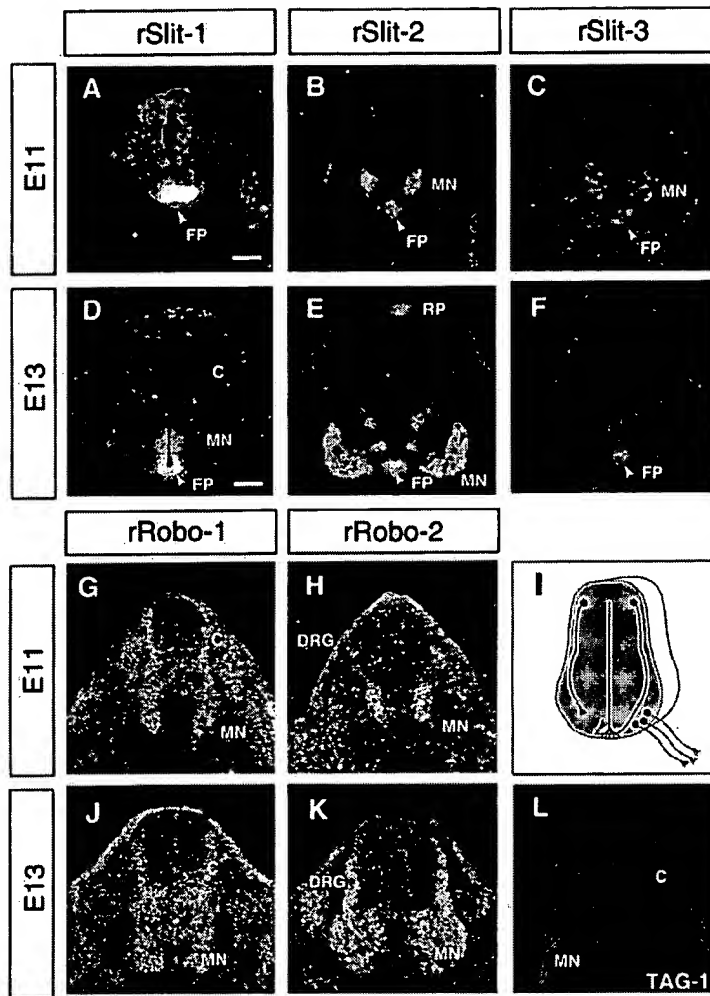 rSlit-1 rSlit-2 rSlit-3
E11
A B C
MN MN
FP FP FP
E13
D E F
RP
C
MN
FP FP MN FP
rRobo-1 rRobo-2
E11
G H I
C DRG
MN MN
E13
J K L
C DRG C
MN MN MN
TAG-1